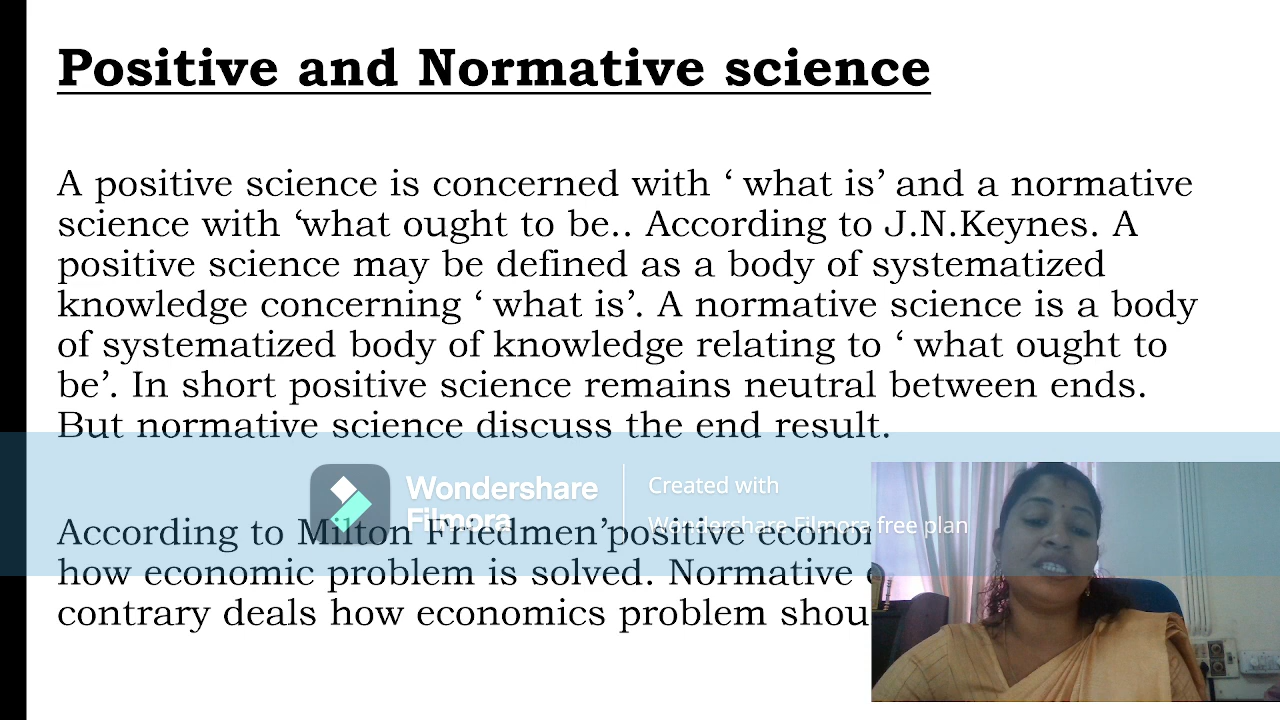 Positive and Normative science
A positive science is concerned with ‘ what is’ and a normative
science with ‘what ought to be.. According to J.N.Keynes. A
positive science may be defined as a body of systematized
knowledge concerning ‘ what is’. A normative science is a body
of systematized body of knowledge relating to ‘ what ought to
be’. In short positive science remains neutral between ends.
But normative science discuss the end result.
Wondershare
Filmora
Created with
Wondershare Filmora free plan
According to Milton Friedmen’positive
how economic problem is solved. Normative
contrary deals how economics problem